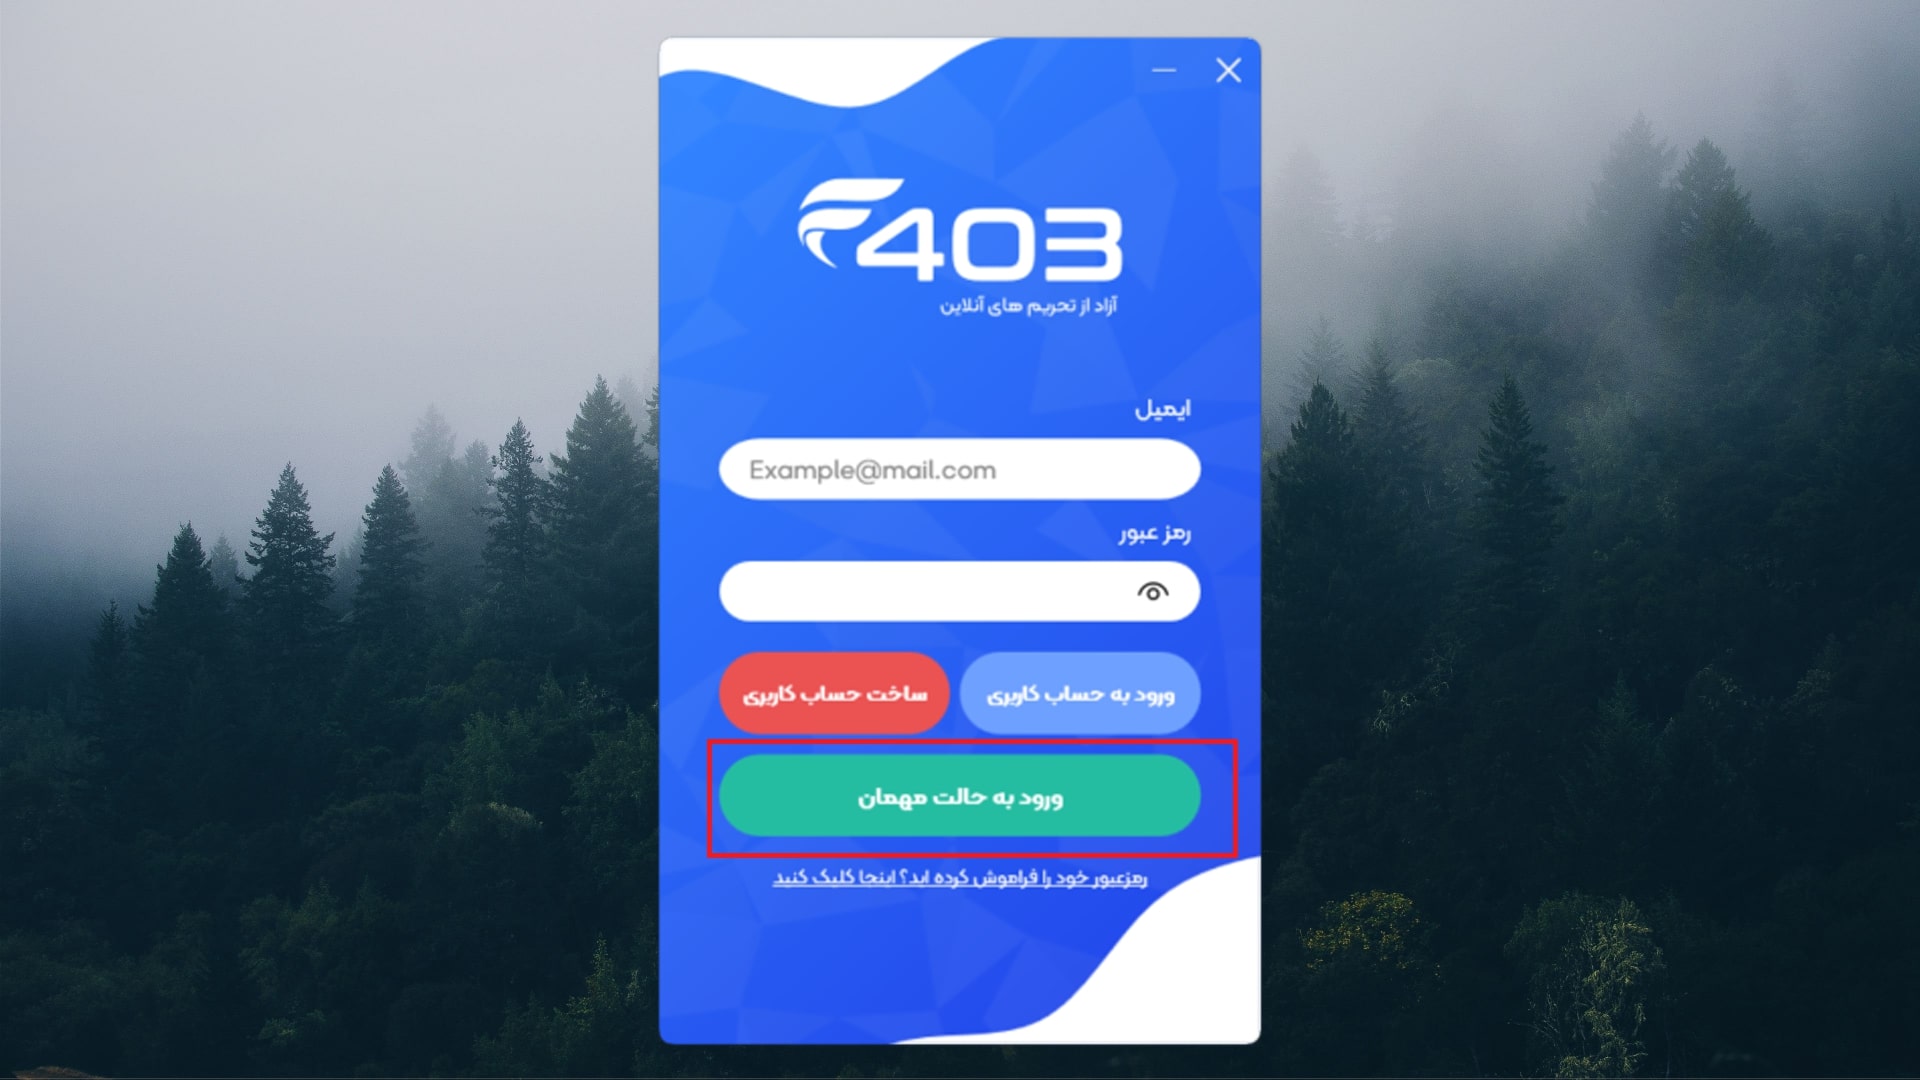 403
آزاد از تحریم های آنلاین
ایمیل
Example@mail.com
رمز عبور
ورود به حساب کاربری
ساخت حساب کاربری
ورود به حالت مهمان
رمزعبور خود را فراموش کرده اید؟ اینجا کلیک کنید